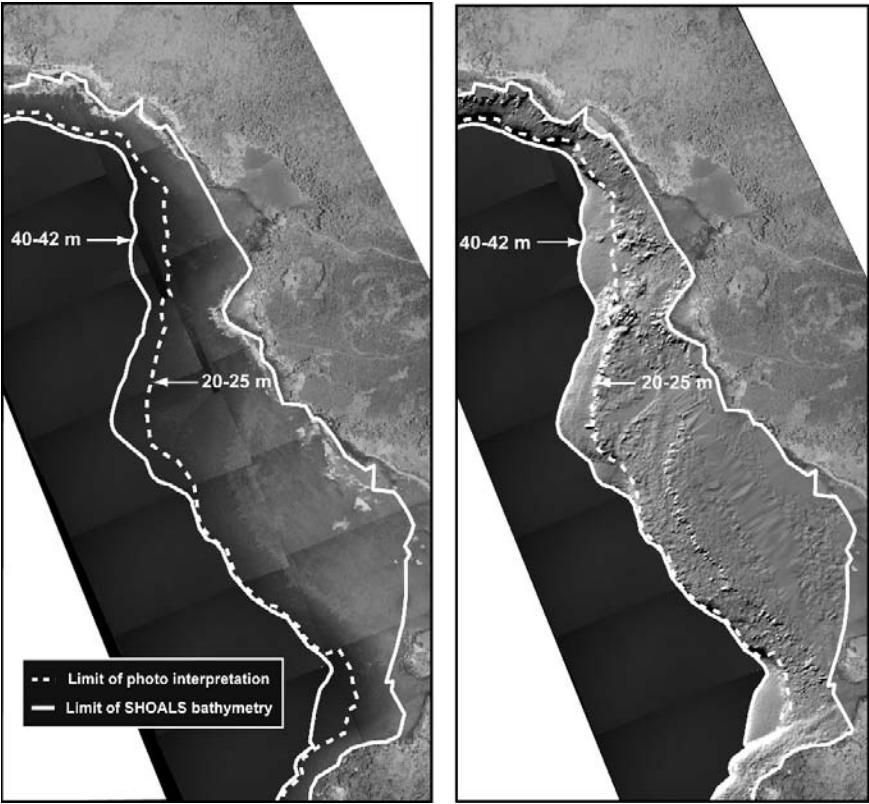 40-42 m
20-25 m
Limit of photo interpretation
Limit of SHOALS bathymetry
40-42 m
20-25 m